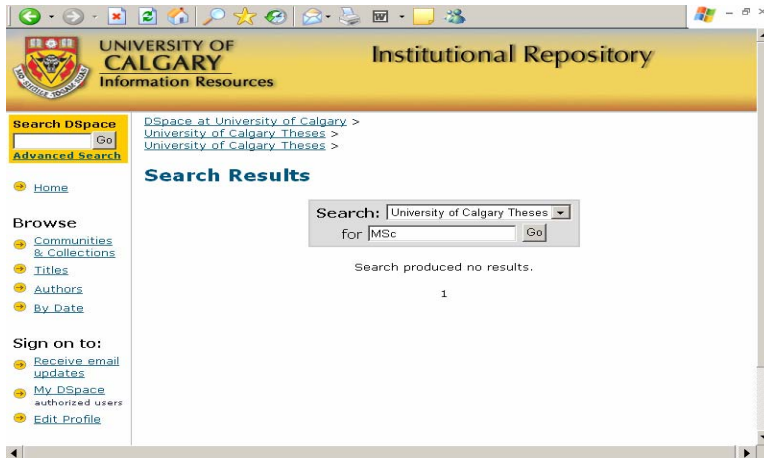 UNIVERSITY OF
CALGARY
Information Resources
Institutional Repository
Search DSpace
Go
Advanced Search
Home
Browse
Communities
& Collections
Titles
Authors
By Date
Sign on to:
Receive email
updates
My DSpace
authorized users
Edit Profile
DSpace at University of Calgary >
University of Calgary Theses >
University of Calgary Theses >
Search Results
Search: University of Calgary Theses
for MSc Go
Search produced no results.
1